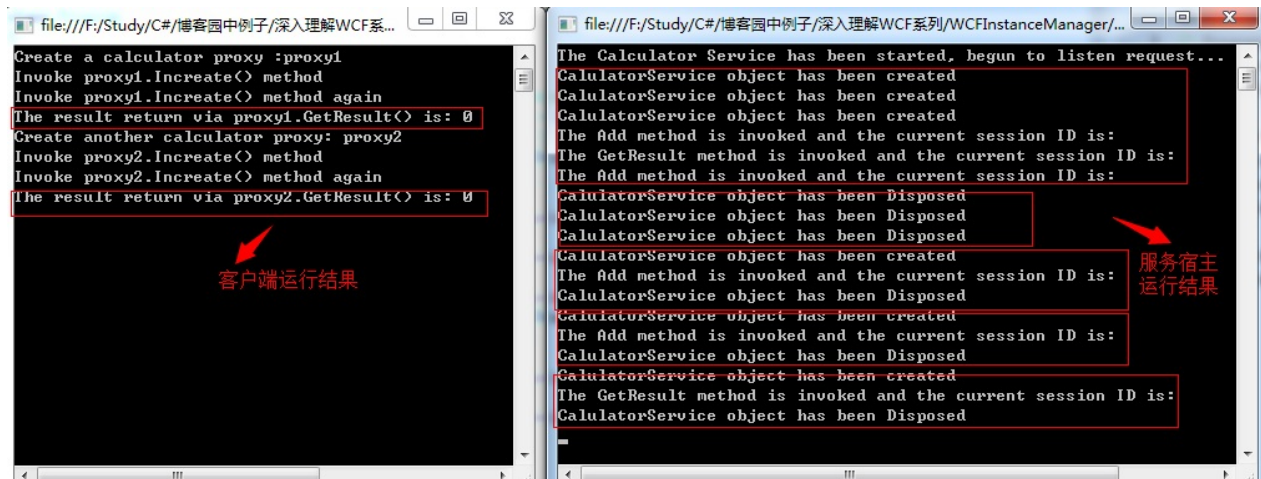 file:///F:/Study/C#/博客园中例子/深入理解WCF系...
Create a calculator proxy :proxy1
Invoke proxy1.Increate() method
Invoke proxy1.Increate() method again
The result return via proxy1.GetResult() is: 0
Create another calculator proxy: proxy2
Invoke proxy2.Increate() method
Invoke proxy2.Increate() method again
The result return via proxy2.GetResult() is: 0
客户端运行结果
file:///F:/Study/C#/博客园中例子/深入理解WCF系列/WCFInstanceManager/...
The Calculator Service has been started, begun to listen request...
CalulatorService object has been created
CalulatorService object has been created
CalulatorService object has been created
The Add method is invoked and the current session ID is:
The GetResult method is invoked and the current session ID is:
The Add method is invoked and the current session ID is:
CalulatorService object has been Disposed
CalulatorService object has been Disposed
CalulatorService object has been Disposed
CalulatorService object has been created
The Add method is invoked and the current session ID is:
CalulatorService object has been Disposed
CalulatorService object has been created
The Add method is invoked and the current session ID is:
CalulatorService object has been Disposed
CalulatorService object has been created
The GetResult method is invoked and the current session ID is:
CalulatorService object has been Disposed
服务宿主
运行结果